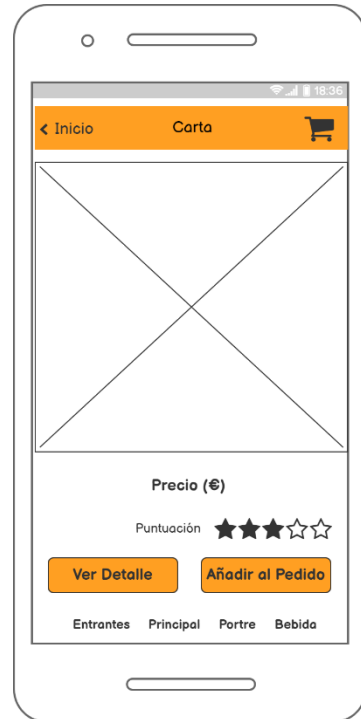 18:36
Inicio Carta
Precio (€)
Puntuación
Ver Detalle Añadir al Pedido
Entrantes Principal Portre Bebida